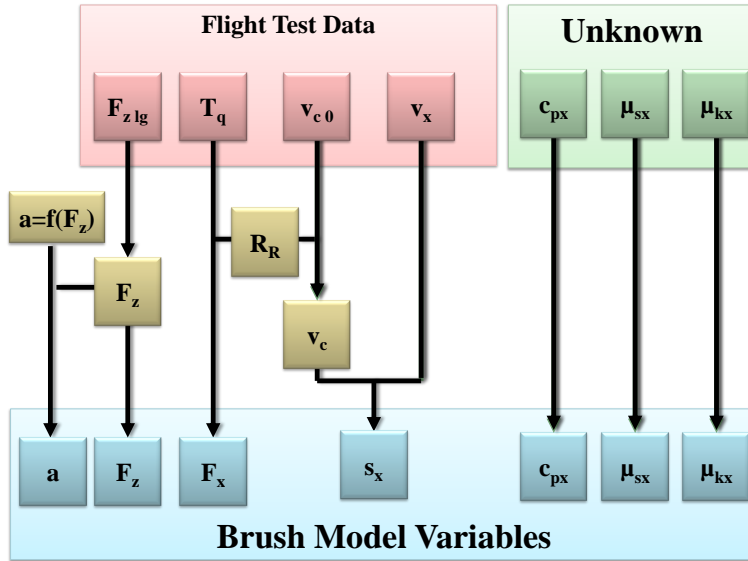 Flight Test Data
Unknown
F_z lg T_q v_c 0 v_x
c_px μ_sx μ_kx
a=f(F_z)
R_R
F_z
v_c
a F_z F_x s_x c_px μ_sx μ_kx
Brush Model Variables